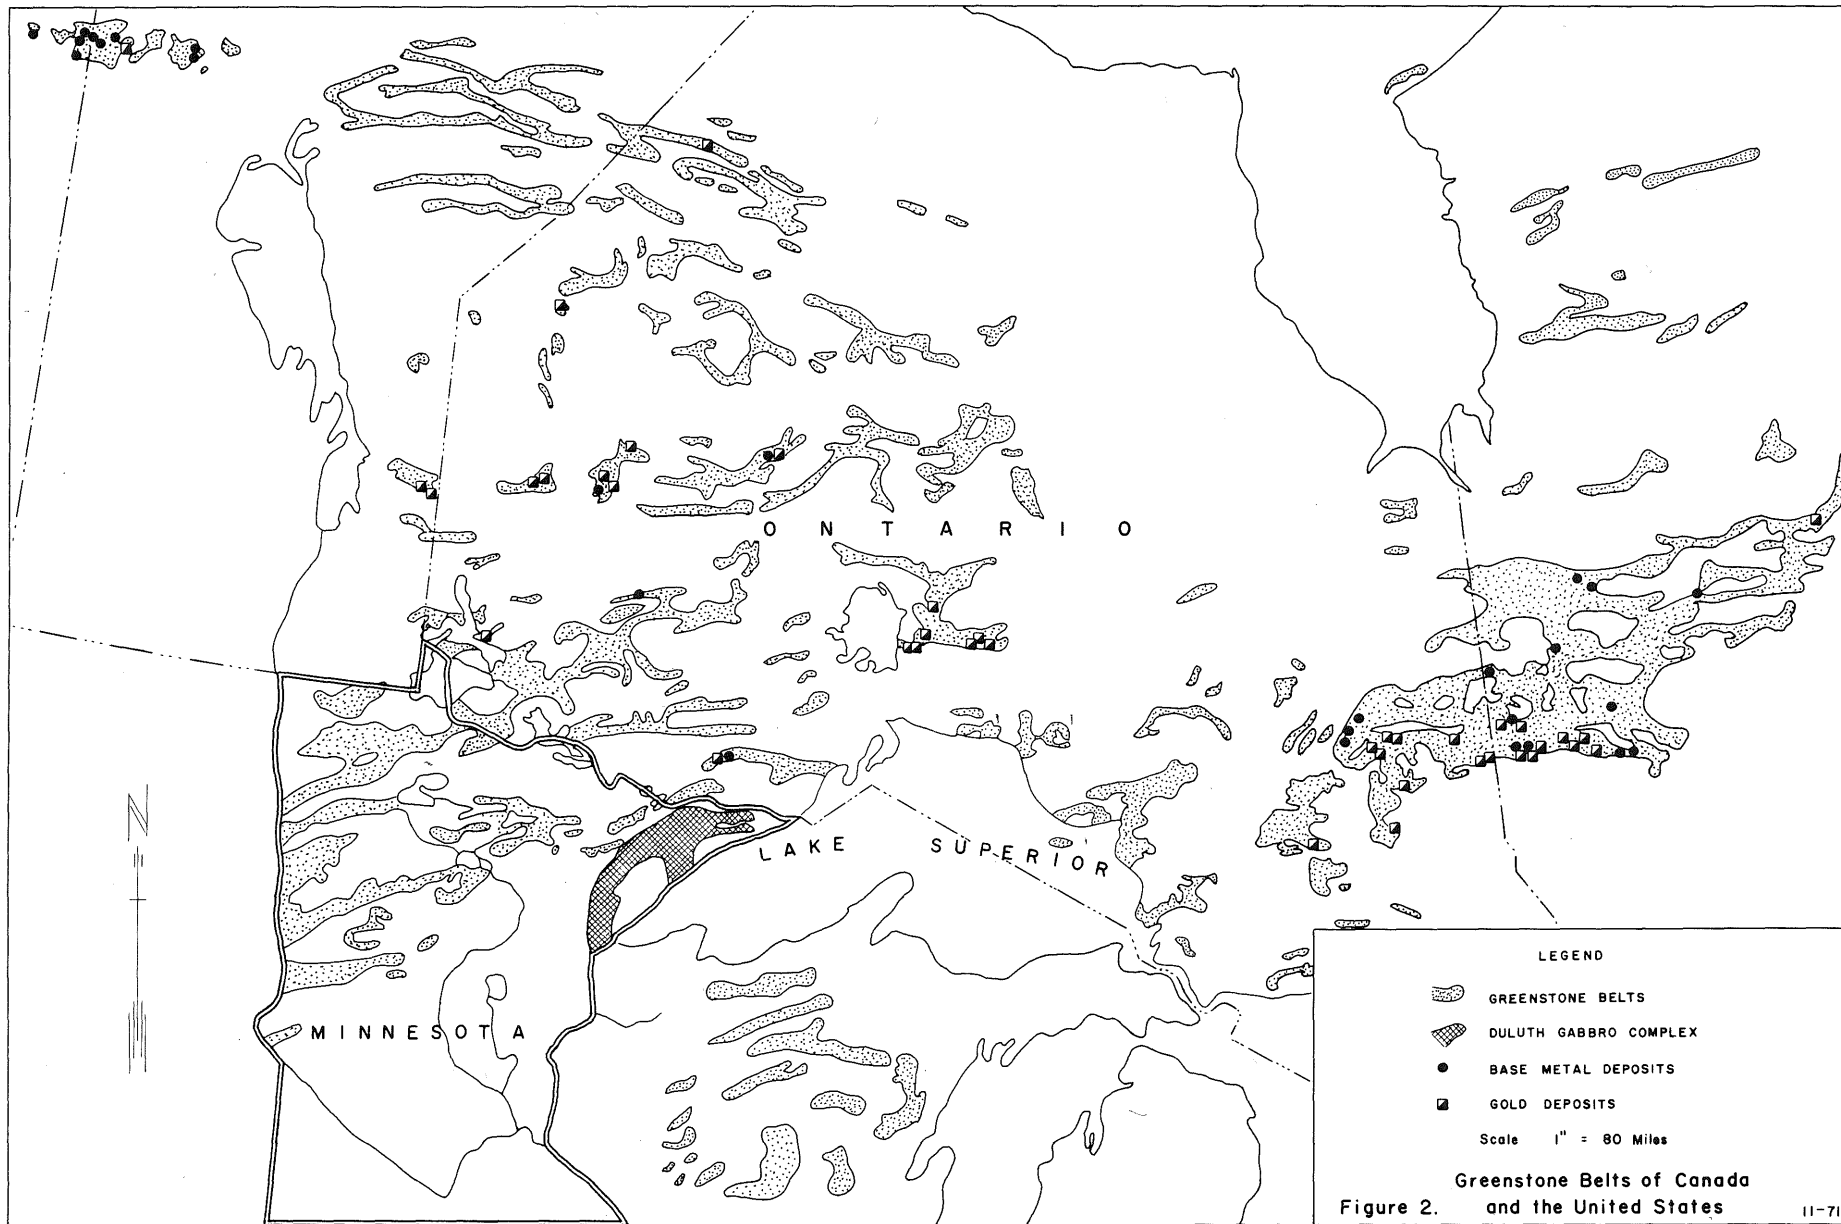 O N T A R I O
LAKE SUPERIOR
MINNESOTA
N
LEGEND
GREENSTONE BELTS
DULUTH GABBRO COMPLEX
BASE METAL DEPOSITS
GOLD DEPOSITS
Scale 1" = 80 Miles
Greenstone Belts of Canada
Figure 2. and the United States 11-71